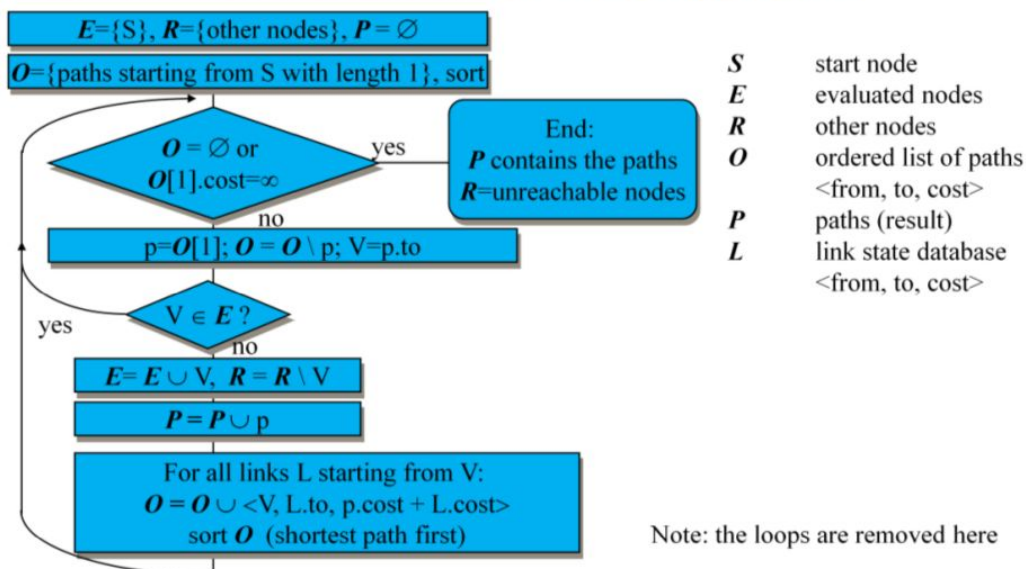 E={S}, R={other nodes}, P = ∅
O={paths starting from S with length 1}, sort
O = ∅ or
O[1].cost=∞
yes
no
End:
P contains the paths
R=unreachable nodes
p=O[1]; O = O \ p; V=p.to
V ∈ E ?
yes
no
E= E ∪ V, R = R \ V
P = P ∪ p
For all links L starting from V:
O = O ∪ <V, L.to, p.cost + L.cost>
sort O (shortest path first)
S start node
E evaluated nodes
R other nodes
O ordered list of paths
<from, to, cost>
P paths (result)
L link state database
<from, to, cost>
Note: the loops are removed here